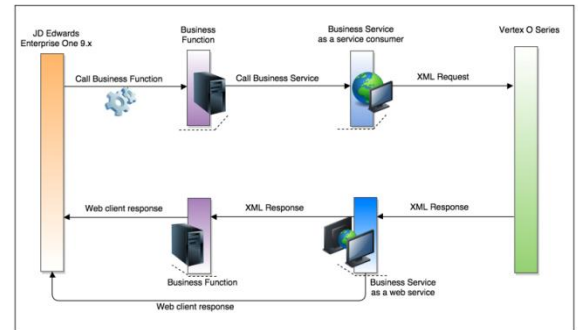 JD Edwards
Enterprise One 9.x
Business
Function
Business Service
as a service consumer
Vertex O Series
Call Business Function
Call Business Service
XML Request
Web client response
XML Response
XML Response
Business Function
Business Service
as a web service
Web client response